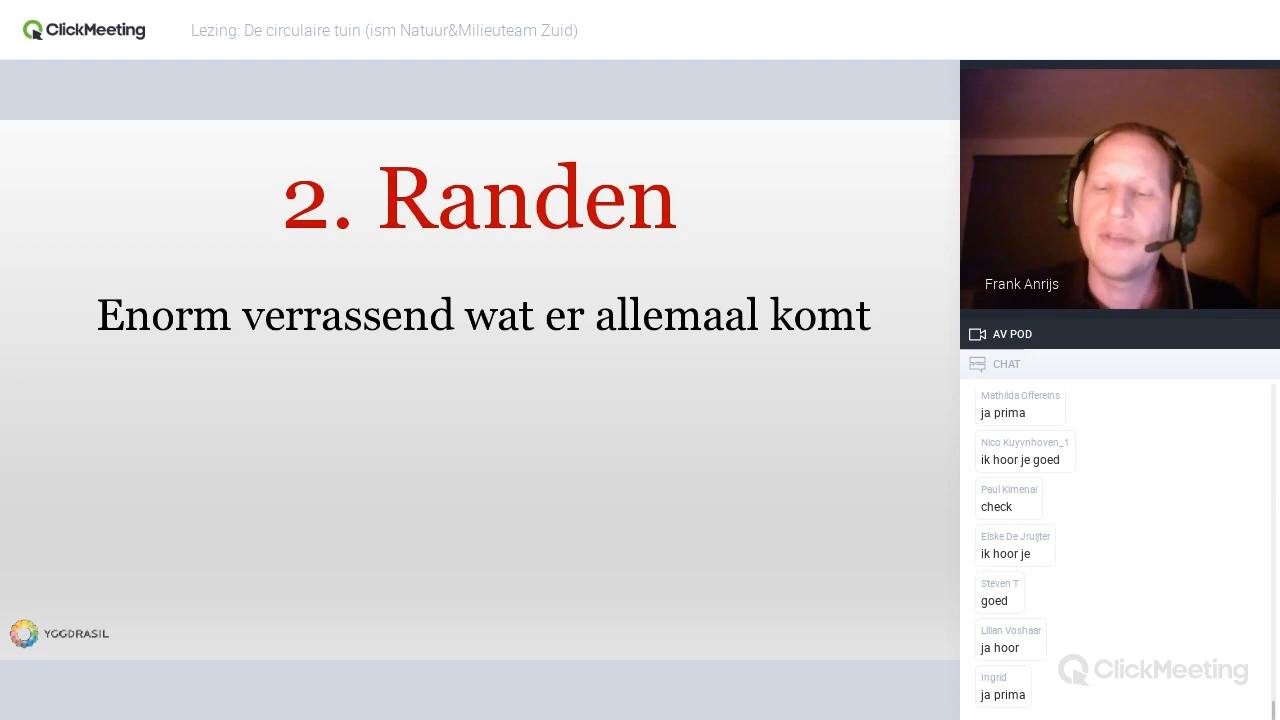 ClickMeeting
Lezing: De circulaire tuin (ism Natuur&Milieuteam Zuid)
2. Randen
Enorm verrassend wat er allemaal komt
YGGDRASIL
Frank Anrijs
AV POD
CHAT
Mathilda Offereins
ja prima
Nico Kuyvnhoven_1
ik hoor je goed
Paul Kimenai
check
Elske De Jruijter
ik hoor je
Steven T
goed
Lilian Voshaar
ja hoor
Ingrid
ja prima
ClickMeeting